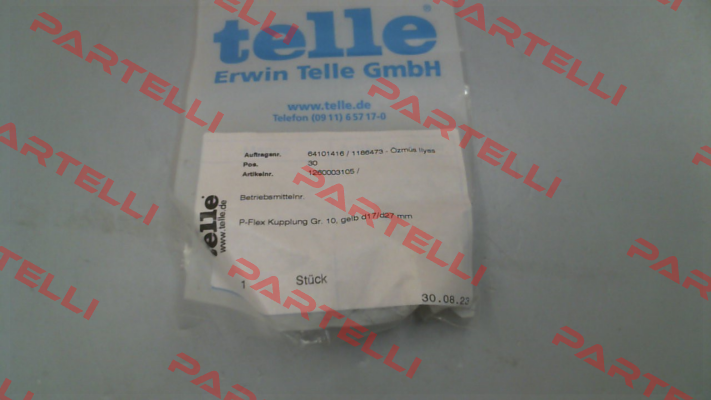 telle
Erwin Telle GmbH
www.telle.de
Telefon (09 11) 6 57 17-0
Auftragsnr. 64101416 / 1186473 - Özmüs Ilyas
Pos. 30
Artikelnr. 1260003105 /
Betriebsmittelnr.
P-Flex Kupplung Gr. 10, gelb d17/d27 mm
1 Stück
30.08.22
telle
www.telle.de
PARTELLI
PARTELLI
PARTELLI
PARTELLI
PARTELLI
PARTELLI
PARTELLI
PARTELLI